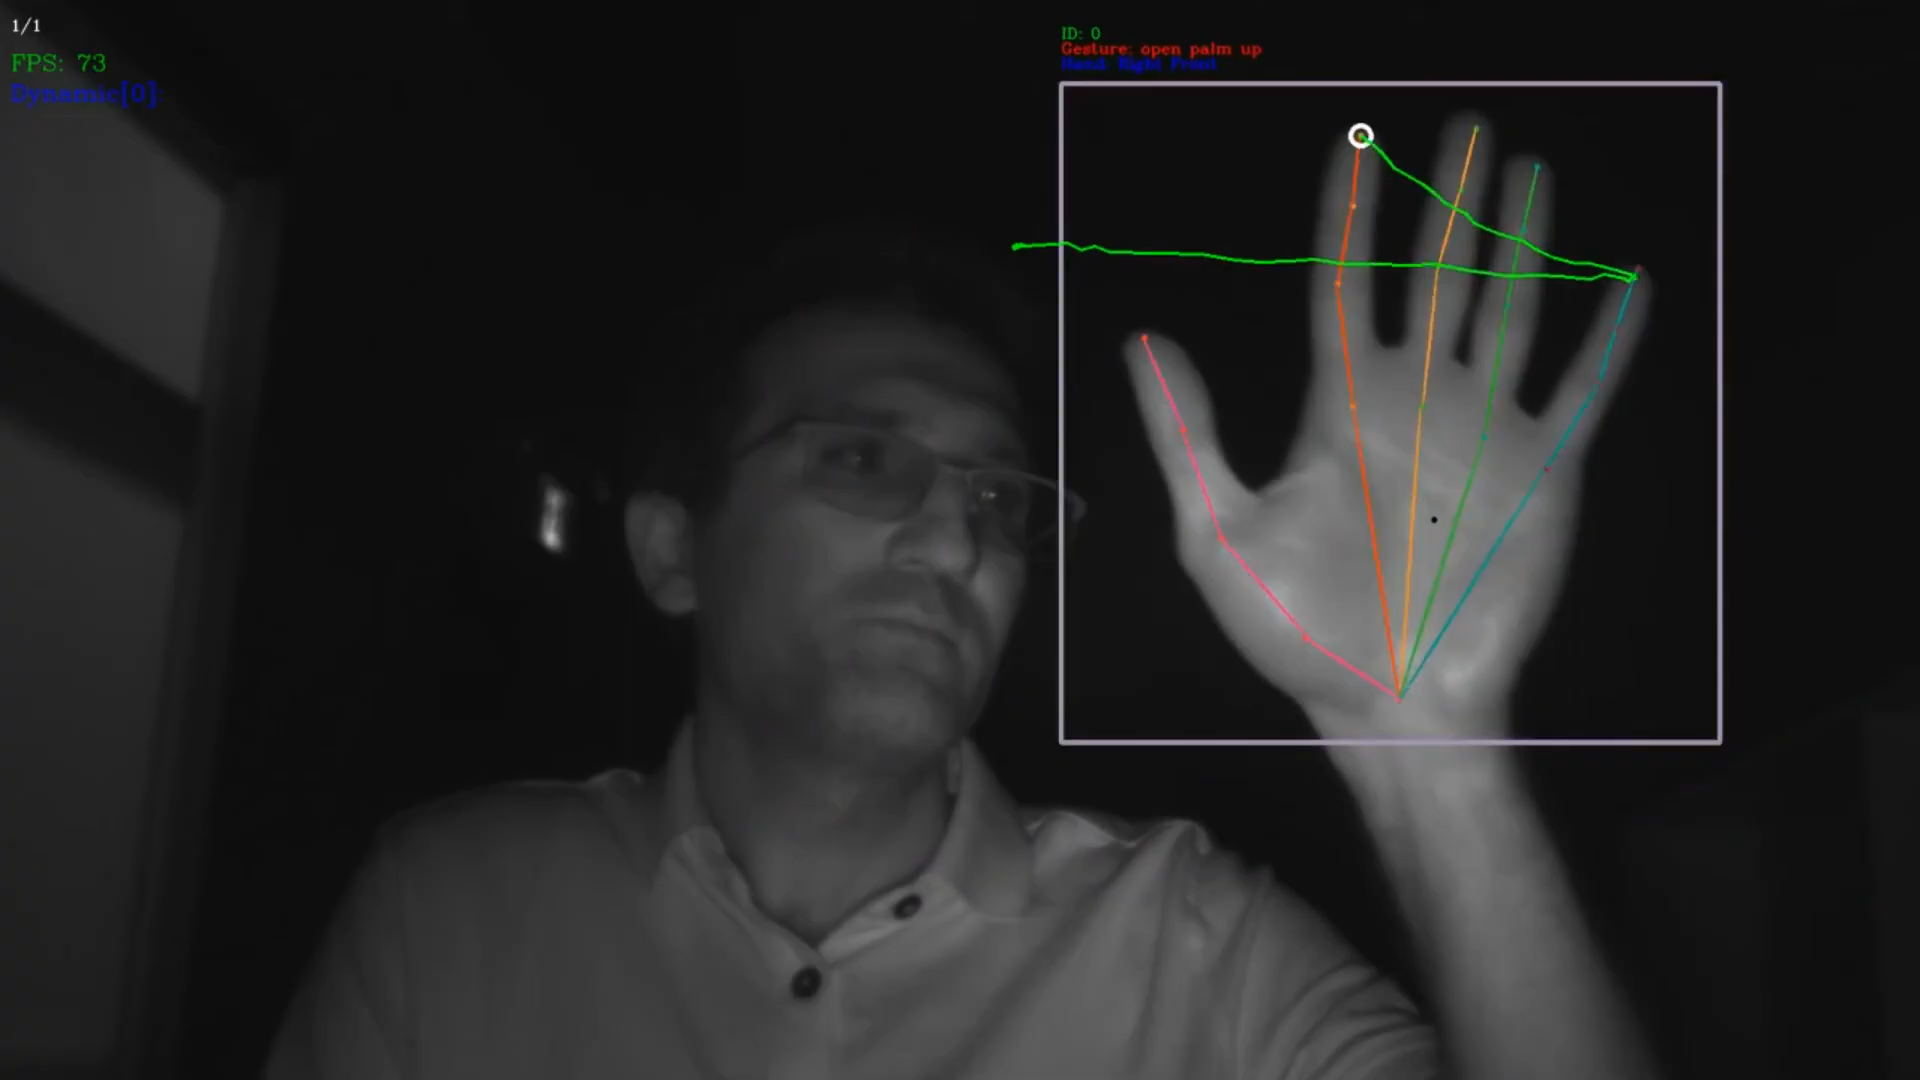 1/1
FPS: 73
Dynamic[0]
ID: 0
Gesture: open palm up
Hand: Right Front